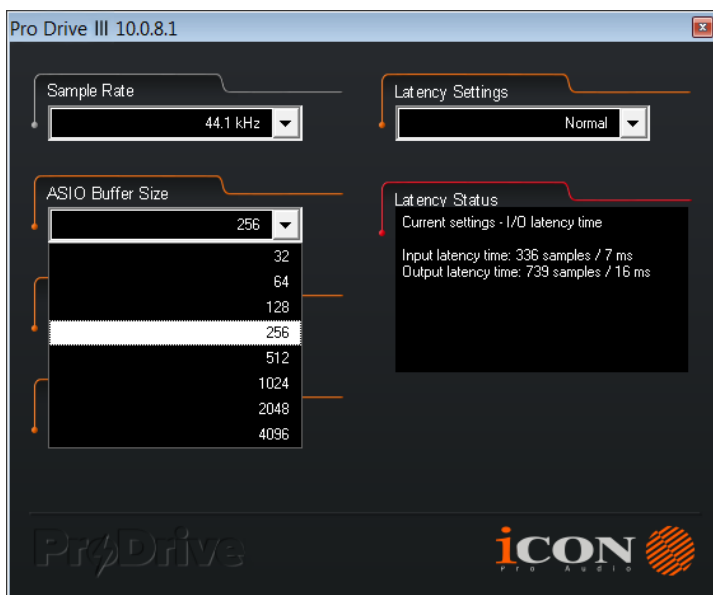 Pro Drive III 10.0.8.1
Sample Rate
44.1 kHz
Latency Settings
Normal
ASIO Buffer Size
256
32
64
128
256
512
1024
2048
4096
Latency Status
Current settings - I/O latency time
Input latency time: 336 samples / 7 ms
Output latency time: 739 samples / 16 ms
ProDrive
iCON
Pro Audio